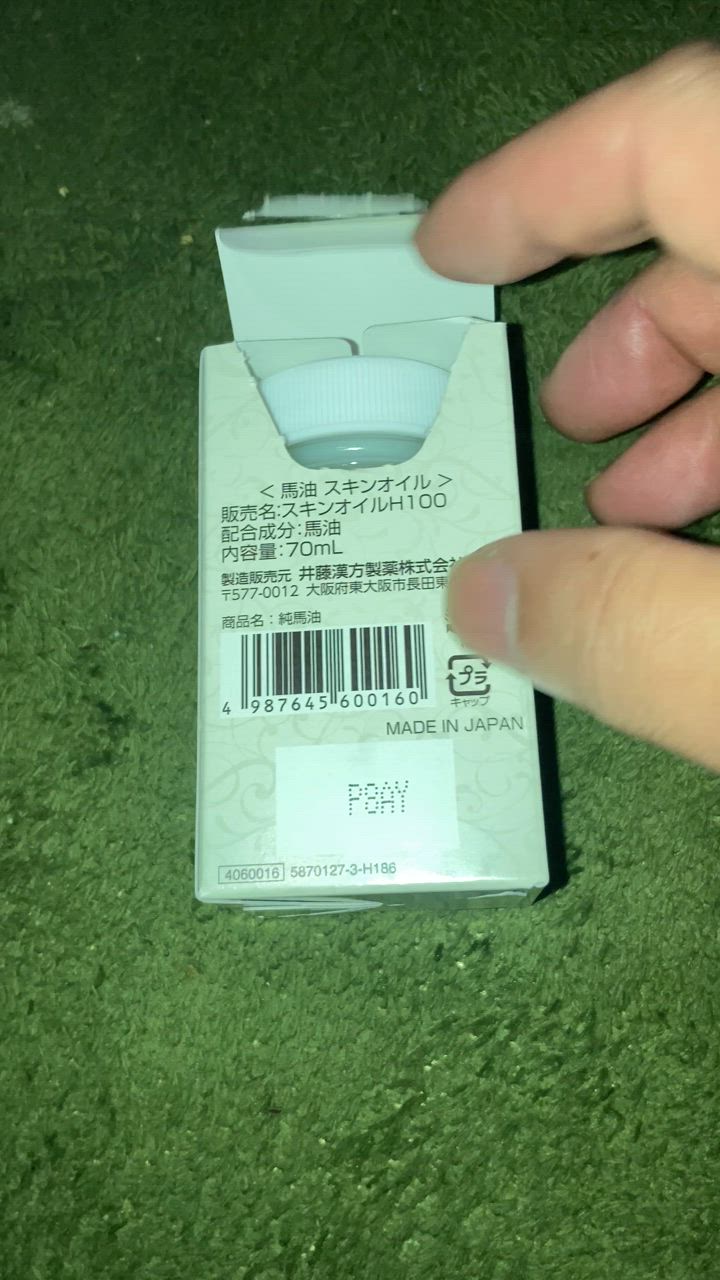 ＜ 馬油 スキンオイル ＞
販売名:スキンオイルH100
配合成分:馬油
内容量:70mL
製造販売元 井藤漢方製薬株式会
〒577-0012 大阪府東大阪市長田東
商品名：純馬油
4 987645 600160
プラ
キャップ
MADE IN JAPAN
P8AY
4060016 5870127-3-H186